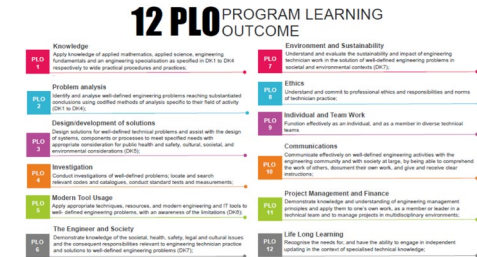 12 PLO PROGRAM LEARNING
OUTCOME
PLO
1
Knowledge
Apply knowledge of applied mathematics, applied science, engineering
fundamentals and an engineering specialisation as specified in DK1 to DK4
respectively to wide practical procedures and practices;
PLO
2
Problem analysis
Identify and analyse well-defined engineering problems reaching substantiated
conclusions using codified methods of analysis specific to their field of activity
(DK1 to DK4);
PLO
3
Design/development of solutions
Design solutions for well-defined technical problems and assist with the design
of systems, components or processes to meet specified needs with
appropriate consideration for public health and safety, cultural, societal, and
environmental considerations (DK5);
PLO
4
Investigation
Conduct investigations of well-defined problems; locate and search
relevant codes and catalogues, conduct standard tests and measurements;
PLO
5
Modern Tool Usage
Apply appropriate techniques, resources, and modern engineering and IT tools to
well- defined engineering problems, with an awareness of the limitations (DK6);
PLO
6
The Engineer and Society
Demonstrate knowledge of the societal, health, safety, legal and cultural issues
and the consequent responsibilities relevant to engineering technician practice
and solutions to well-defined engineering problems (DK7);
PLO
7
Environment and Sustainability
Understand and evaluate the sustainability and impact of engineering
technician work in the solution of well-defined engineering problems in
societal and environmental contexts (DK7);
PLO
8
Ethics
Understand and commit to professional ethics and responsibilities and norms
of technician practice;
PLO
9
Individual and Team Work
Function effectively as an individual, and as a member in diverse technical
teams
PLO
10
Communications
Communicate effectively on well-defined engineering activities with the
engineering community and with society at large, by being able to comprehend
the work of others, document their own work, and give and receive clear
instructions;
PLO
11
Project Management and Finance
Demonstrate knowledge and understanding of engineering management
principles and apply them to one's own work, as a member or leader in a
technical team and to manage projects in multidisciplinary environments;
PLO
12
Life Long Learning
Recognise the need for, and have the ability to engage in independent
updating in the context of specialised technical knowledge;